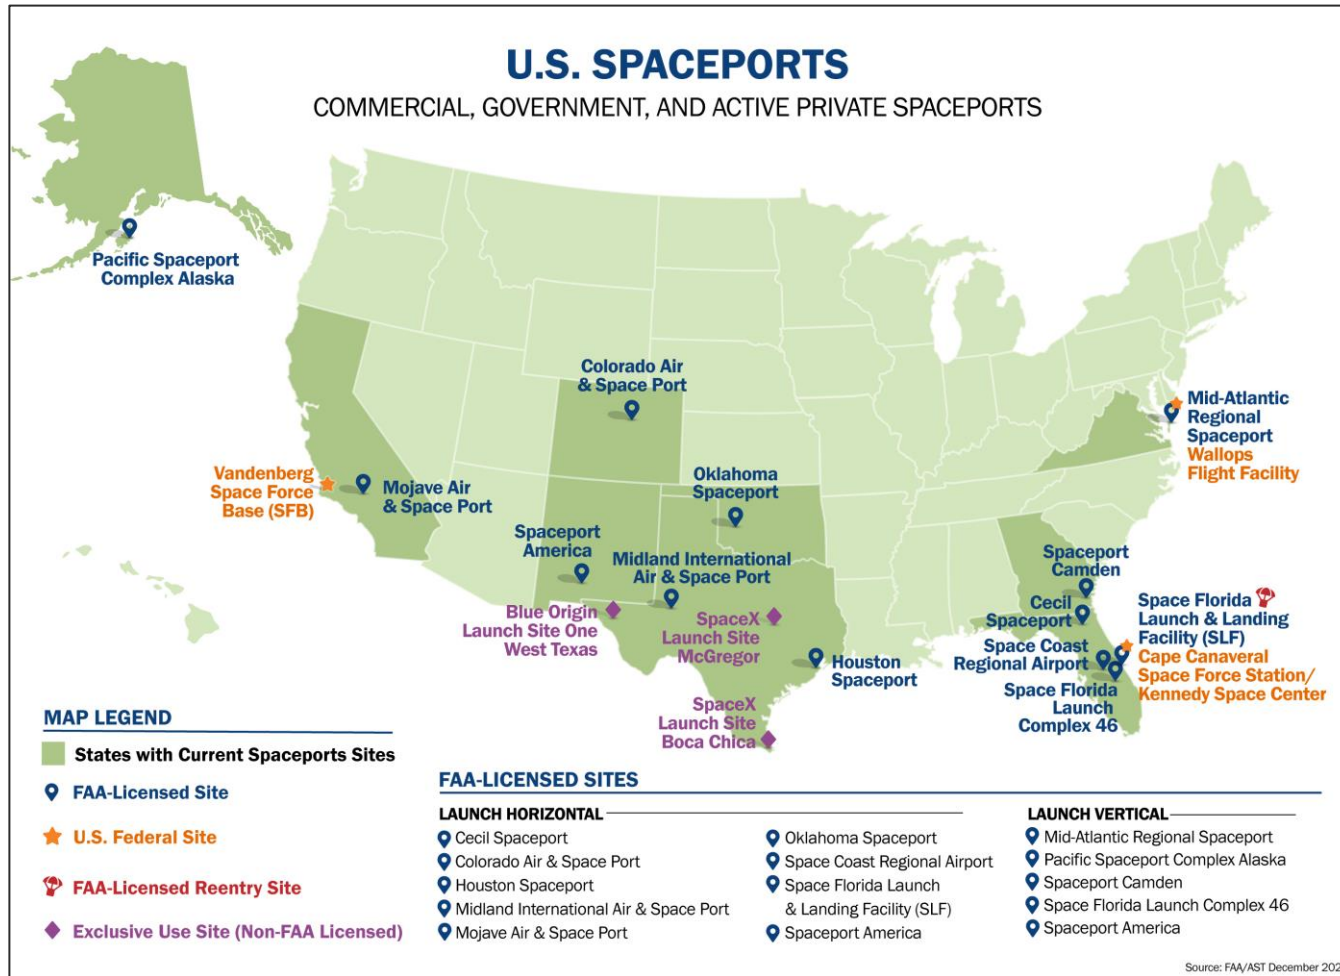 U.S. SPACEPORTS
COMMERCIAL, GOVERNMENT, AND ACTIVE PRIVATE SPACEPORTS
Pacific Spaceport
Complex Alaska
Colorado Air
& Space Port
Mid-Atlantic
Regional
Spaceport
Wallops
Flight Facility
Vandenberg
Space Force
Base (SFB)
Mojave Air
& Space Port
Oklahoma
Spaceport
Spaceport
America
Midland International
Air & Space Port
Spaceport
Camden
Cecil
Spaceport
Space Florida
Launch & Landing
Facility (SLF)
Blue Origin
Launch Site One
West Texas
SpaceX
Launch Site
McGregor
Houston
Spaceport
Space Coast
Regional Airport
Cape Canaveral
Space Force Station/
Kennedy Space Center
Space Florida
Launch
Complex 46
SpaceX
Launch Site
Boca Chica
MAP LEGEND
States with Current Spaceports Sites
FAA-Licensed Site
U.S. Federal Site
FAA-Licensed Reentry Site
Exclusive Use Site (Non-FAA Licensed)
FAA-LICENSED SITES
LAUNCH HORIZONTAL
Cecil Spaceport
Colorado Air & Space Port
Houston Spaceport
Midland International Air & Space Port
Mojave Air & Space Port
Oklahoma Spaceport
Space Coast Regional Airport
Space Florida Launch
& Landing Facility (SLF)
Spaceport America
LAUNCH VERTICAL
Mid-Atlantic Regional Spaceport
Pacific Spaceport Complex Alaska
Spaceport Camden
Space Florida Launch Complex 46
Spaceport America
Source: FAA/AST December 202